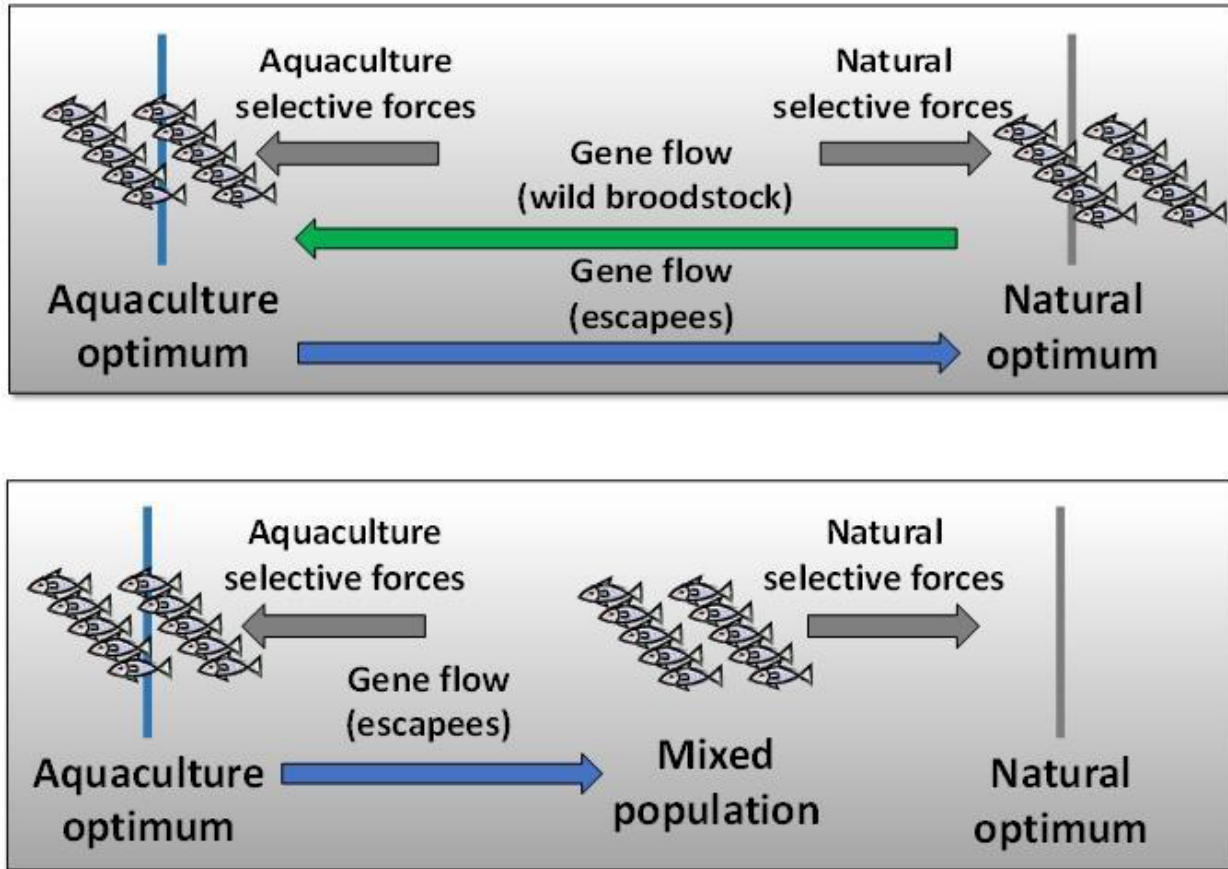 Aquaculture
selective forces
Natural
selective forces
Gene flow
(wild broodstock)
Gene flow
(escapees)
Aquaculture
optimum
Natural
optimum
Aquaculture
selective forces
Natural
selective forces
Gene flow
(escapees)
Aquaculture
optimum
Mixed
population
Natural
optimum